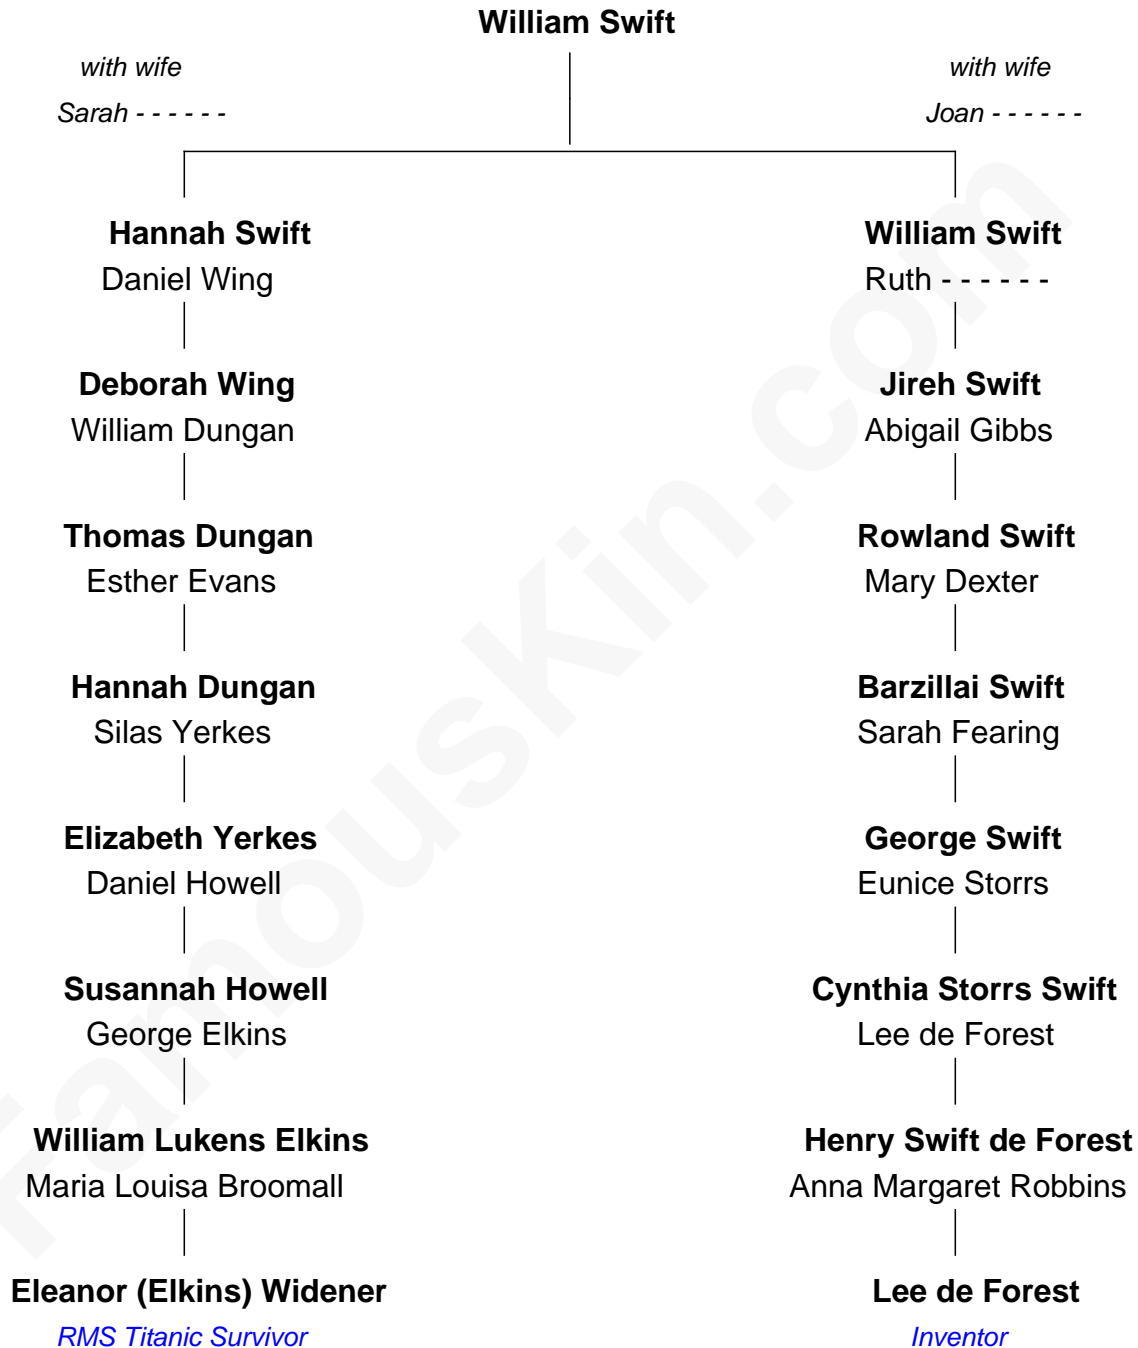 William Swift
with wife
with wife
Sarah - - - - - -
Joan - - - - - -
Hannah Swift
William Swift
Daniel Wing
Ruth - - - - - -
Deborah Wing
Jireh Swift
William Dungan
Abigail Gibbs
Thomas Dungan
Rowland Swift
Esther Evans
Mary Dexter
Hannah Dungan
Barzillai Swift
Silas Yerkes
Sarah Fearing
Elizabeth Yerkes
George Swift
Daniel Howell
Eunice Storrs
Susannah Howell
Cynthia Storrs Swift
George Elkins
Lee de Forest
William Lukens Elkins
Henry Swift de Forest
Maria Louisa Broomall
Anna Margaret Robbins
Eleanor (Elkins) Widener
Lee de Forest
RMS Titanic Survivor
Inventor
FamousKin.com